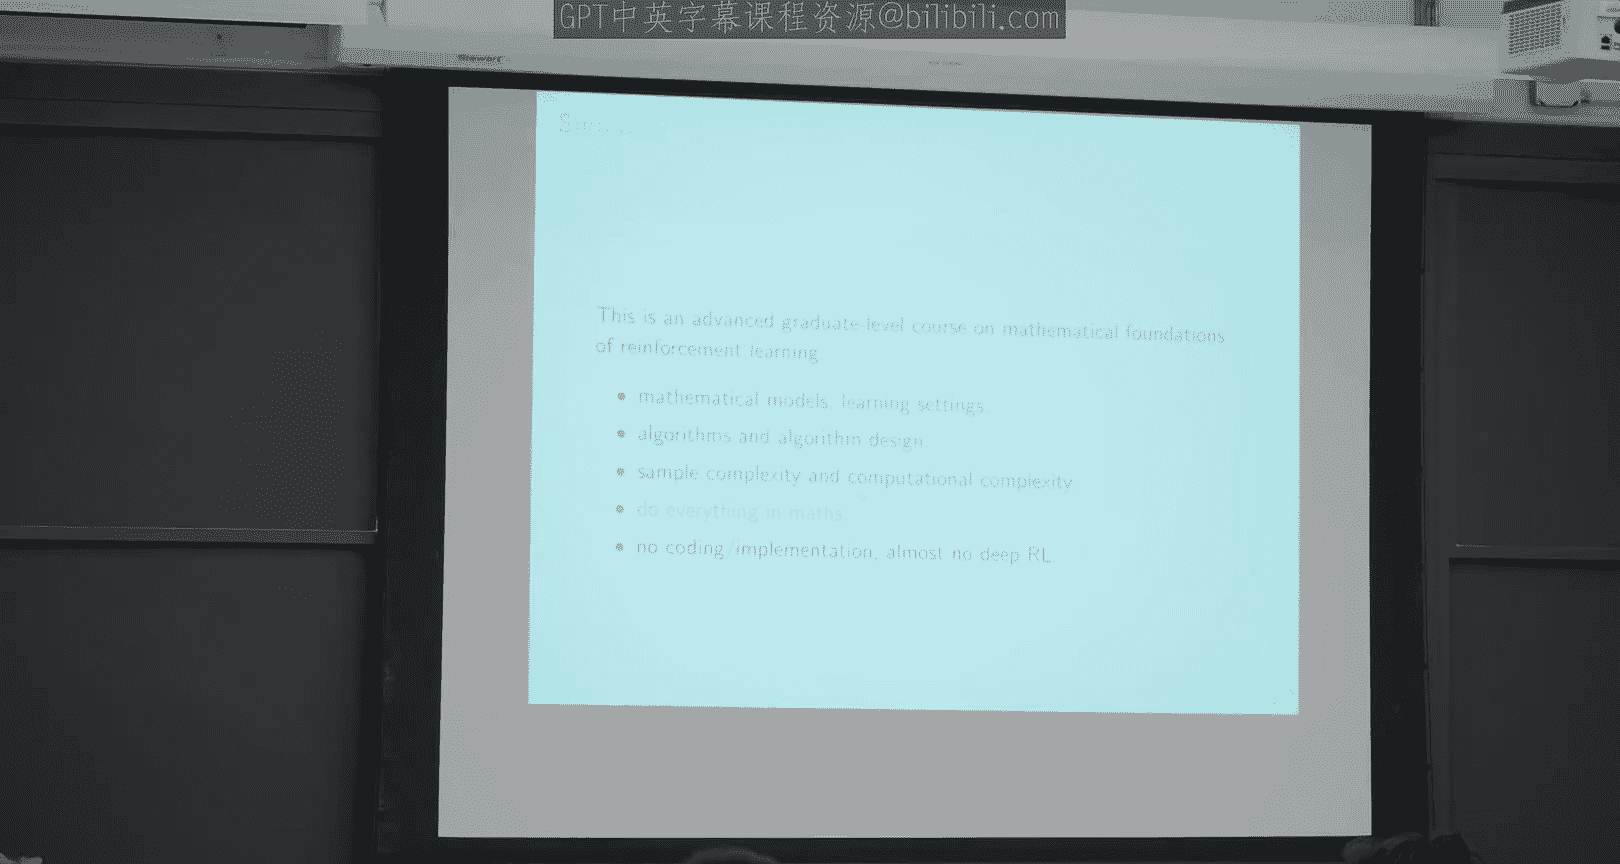 GPT中英字幕课程资源@bilibili.com
Stewart
This is an advanced graduate-level course on mathematical foundations
of reinforcement learning
• mathematical models, learning settings,
• algorithms and algorithm design
• sample complexity and computational complexity
• do everything in maths
• no coding/implementation, almost no deep RL